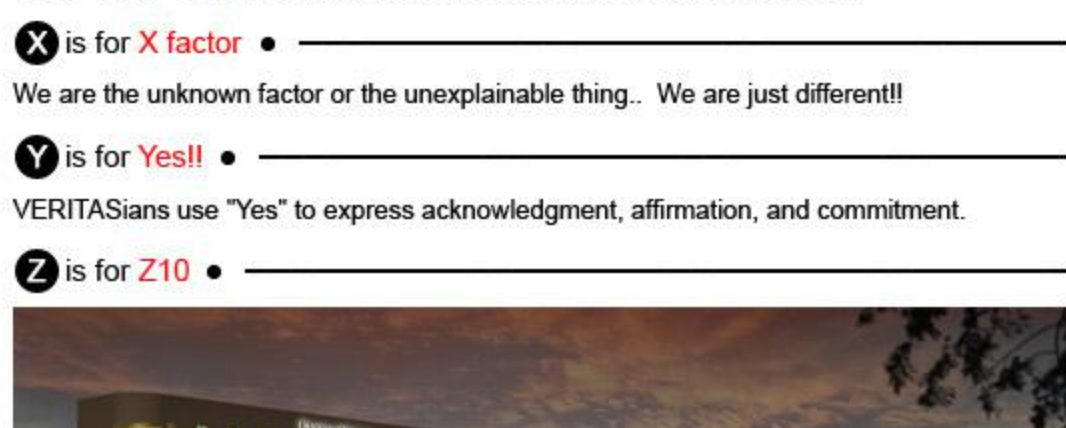 X is for X factor
We are the unknown factor or the unexplainable thing.. We are just different!!
Y is for Yes!!
VERITASians use "Yes" to express acknowledgment, affirmation, and commitment.
Z is for Z10